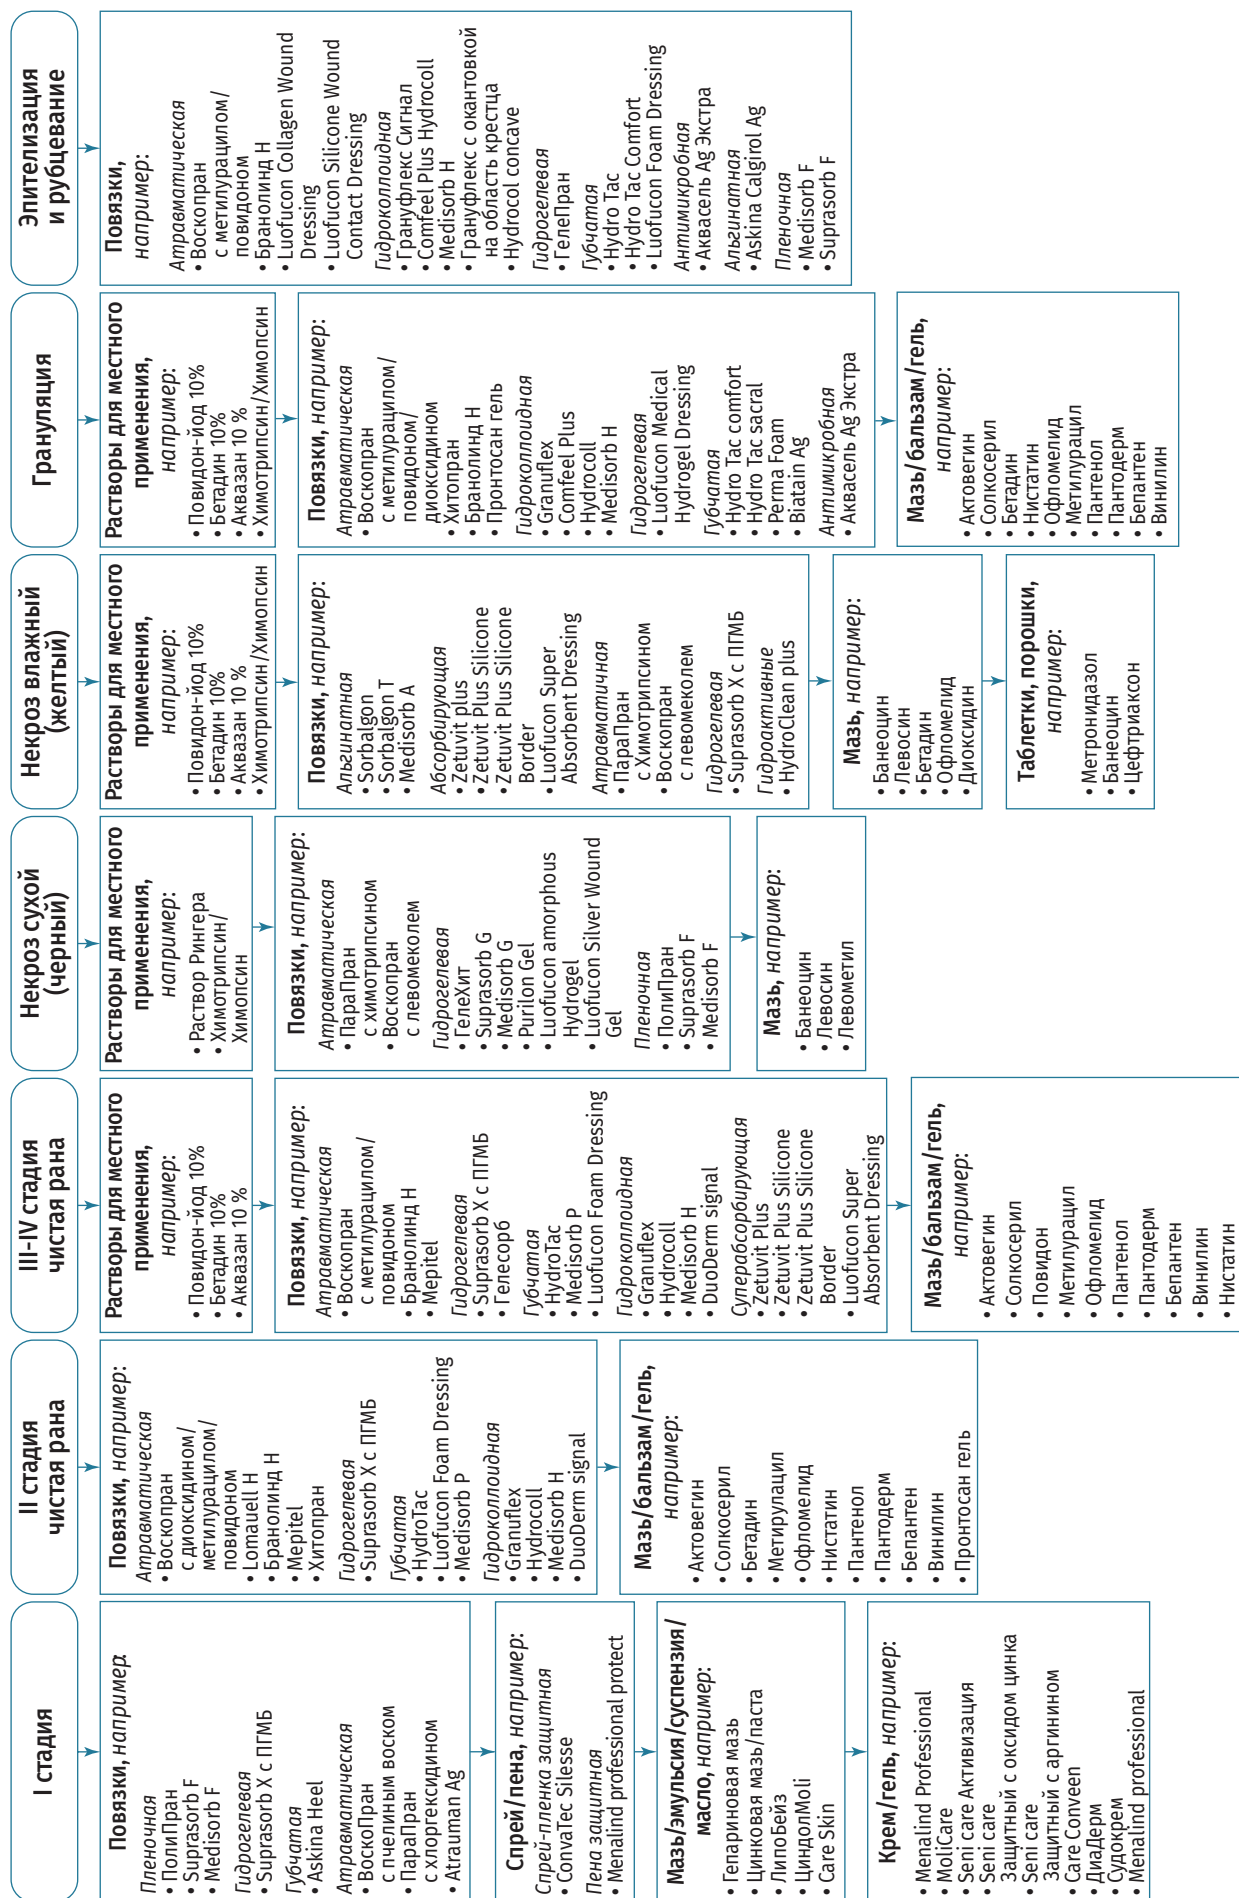 I стадия
Повязки, например:
Пленочная
• ПолиПран
• Suprasorb F
• Medisorb F
Гидрогелевая
• Suprasorb X с ПГМБ
Губчатая
• Askina Heel
Атравматическая
• ВоскоПран
с пчелиным воском
• ПараПран
с хлоргексидином
• Atrauman Ag
Спрей/пена, например:
Спрей-пленка защитная
• ConvaTec Silesse
Пена защитная
• Menalind professional protect
Мазь/эмульсия/суспензия/
масло, например:
• Гепариновая мазь
• Цинковая мазь/паста
• ЛипоБейз
• ЦиндолMoli
• Care Skin
Крем/гель, например:
• Menalind Professional
• MoliCare
• Seni care Активизация
• Seni care
Защитный с оксидом цинка
• Seni care
Защитный с аргинином
• Care Conveen
• ДиаДерм
• Судокрем
• Menalind professional
II стадия
чистая рана
Повязки, например:
Атравматическая
• Воскопран
с диоксидином/
метилурацилом/
повидоном
• Lomauell H
• Бранолинд Н
• Mepitel
• Хитопран
Гидрогелевая
• Suprasorb X с ПГМБ
Губчатая
• HydroTac
• Luofucon Foam Dressing
• Medisorb P
Гидроколлоидная
• Granuflex
• Hydrocoll
• Medisorb H
• DuoDerm signal
Мазь/бальзам/гель,
например:
• Актовегин
• Солкосерил
• Бетадин
• Метирулацил
• Офломелид
• Нистатин
• Пантенол
• Пантодерм
• Бепантен
• Винилин
• Пронтосан гель
III-IV стадия
чистая рана
Растворы для местного
применения,
например:
• Повидон-йод 10%
• Бетадин 10%
• Аквазан 10 %
Повязки, например:
Атравматическая
• Воскопран
с метилурацилом/
повидоном
• Бранолинд Н
• Mepitel
Гидрогелевая
• Suprasorb X с ПГМБ
• Гелесорб
Губчатая
• HydroTac
• Medisorb P
• Luofucon Foam Dressing
Гидроколлоидная
• Granuflex
• Hydrocoll
• Medisorb H
• DuoDerm signal
Суперабсорбирующая
• Zetuvit Plus
• Zetuvit Plus Silicone
• Zetuvit Plus Silicone
Border
• Luofucon Super
Absorbent Dressing
Мазь/бальзам/гель,
например:
• Актовегин
• Солкосерил
• Повидон
• Метилурацил
• Офломелид
• Пантенол
• Пантодерм
• Бепантен
• Винилин
• Нистатин
Некроз сухой
(черный)
Растворы для местного
применения,
например:
• Раствор Рингера
• Химотрипсин/
Химопсин
Повязки, например:
Атравматическая
• ПараПран
с химотрипсином
• Воскопран
с левомеколем
Гидрогелевая
• ГелеХит
• Suprasorb G
• Medisorb G
• Purilon Gel
• Luofucon amorphous
Hydrogel
• Luofucon Silver Wound
Gel
Пленочная
• ПолиПран
• Suprasorb F
• Medisorb F
Мазь, например:
• Банеоцин
• Левосин
• Левометил
Некроз влажный
(желтый)
Растворы для местного
применения,
например:
• Повидон-йод 10%
• Бетадин 10%
• Аквазан 10 %
• Химотрипсин/Химопсин
Повязки, например:
Альгинатная
• Sorbalgon
• Sorbalgon T
• Medisorb A
Абсорбирующая
• Zetuvit plus
• Zetuvit Plus Silicone
• Zetuvit Plus Silicone
Border
• Luofucon Super
Absorbent Dressing
Атравматичная
• ПараПран
с Химотрипсином
• Воскопран
с левомеколем
Гидрогелевая
• Suprasorb X с ПГМБ
Гидроактивные
• HydroClean plus
Мазь, например:
• Банеоцин
• Левосин
• Бетадин
• Офломелид
• Диоксидин
Таблетки, порошки,
например:
• Метронидазол
• Банеоцин
• Цефтриаксон
Грануляция
Растворы для местного
применения,
например:
• Повидон-йод 10%
• Бетадин 10%
• Аквазан 10 %
• Химотрипсин/Химопсин
Повязки, например:
Атравматическая
• Воскопран
с метилурацилом/
повидоном/
диоксидином
• Хитопран
• Бранолинд Н
• Пронтосан гель
Гидроколлоидная
• Granuflex
• Comfeel Plus
• Hydrocoll
• Medisorb H
Гидрогелевая
• Luofucon Medical
Hydrogel Dressing
Губчатая
• Hydro Tac comfort
• Hydro Tac sacral
• Perma Foam
• Biatain Ag
Антимикробная
• Аквасель Ag Экстра
Мазь/бальзам/гель,
например:
• Актовегин
• Солкосерил
• Бетадин
• Нистатин
• Офломелид
• Метилурацил
• Пантенол
• Пантодерм
• Бепантен
• Винилин
Эпителизация
и рубцевание
Повязки,
например:
Атравматическая
• Воскопран
с метилурацилом/
повидоном
• Бранолинд Н
• Luofucon Collagen Wound
Dressing
• Luofucon Silicone Wound
Contact Dressing
Гидроколлоидная
• Грануфлекс Сигнал
• Comfeel Plus Hydrocoll
• Medisorb H
• Грануфлекс с окантовкой
на область крестца
• Hydrocol concave
Гидрогелевая
• ГелеПран
Губчатая
• Hydro Tac
• Hydro Tac Comfort
• Luofucon Foam Dressing
Антимикробная
• Аквасель Ag Экстра
Альгинатная
• Askina Calgirol Ag
Пленочная
• Medisorb F
• Suprasorb F